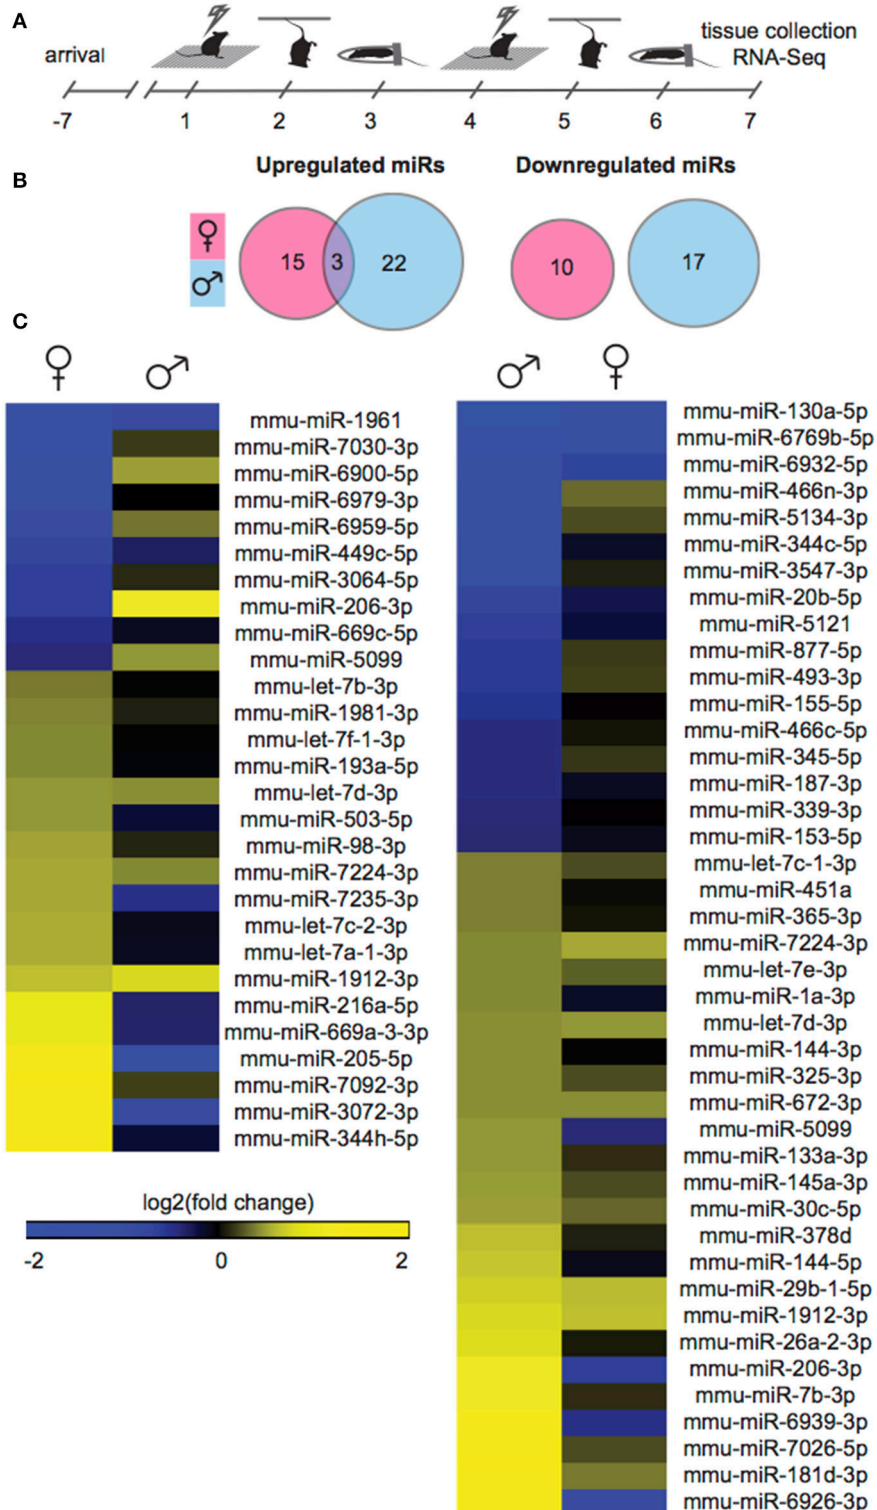 A
arrival
tissue collection
RNA-Seq
-7 1 2 3 4 5 6 7
B
Upregulated miRs Downregulated miRs
♀
♂
15 3 22 10 17
C
♀ ♂ ♂ ♀
mmu-miR-1961
mmu-miR-7030-3p
mmu-miR-6900-5p
mmu-miR-6979-3p
mmu-miR-6959-5p
mmu-miR-449c-5p
mmu-miR-3064-5p
mmu-miR-206-3p
mmu-miR-669c-5p
mmu-miR-5099
mmu-let-7b-3p
mmu-miR-1981-3p
mmu-let-7f-1-3p
mmu-miR-193a-5p
mmu-let-7d-3p
mmu-miR-503-5p
mmu-miR-98-3p
mmu-miR-7224-3p
mmu-miR-7235-3p
mmu-let-7c-2-3p
mmu-let-7a-1-3p
mmu-miR-1912-3p
mmu-miR-216a-5p
mmu-miR-669a-3-3p
mmu-miR-205-5p
mmu-miR-7092-3p
mmu-miR-3072-3p
mmu-miR-344h-5p
log2(fold change)
-2 0 2
mmu-miR-130a-5p
mmu-miR-6769b-5p
mmu-miR-6932-5p
mmu-miR-466n-3p
mmu-miR-5134-3p
mmu-miR-344c-5p
mmu-miR-3547-3p
mmu-miR-20b-5p
mmu-miR-5121
mmu-miR-877-5p
mmu-miR-493-3p
mmu-miR-155-5p
mmu-miR-466c-5p
mmu-miR-345-5p
mmu-miR-187-3p
mmu-miR-339-3p
mmu-miR-153-5p
mmu-let-7c-1-3p
mmu-miR-451a
mmu-miR-365-3p
mmu-miR-7224-3p
mmu-let-7e-3p
mmu-miR-1a-3p
mmu-let-7d-3p
mmu-miR-144-3p
mmu-miR-325-3p
mmu-miR-672-3p
mmu-miR-5099
mmu-miR-133a-3p
mmu-miR-145a-3p
mmu-miR-30c-5p
mmu-miR-378d
mmu-miR-144-5p
mmu-miR-29b-1-5p
mmu-miR-1912-3p
mmu-miR-26a-2-3p
mmu-miR-206-3p
mmu-miR-7b-3p
mmu-miR-6939-3p
mmu-miR-7026-5p
mmu-miR-181d-3p
mmu-miR-6926-3p